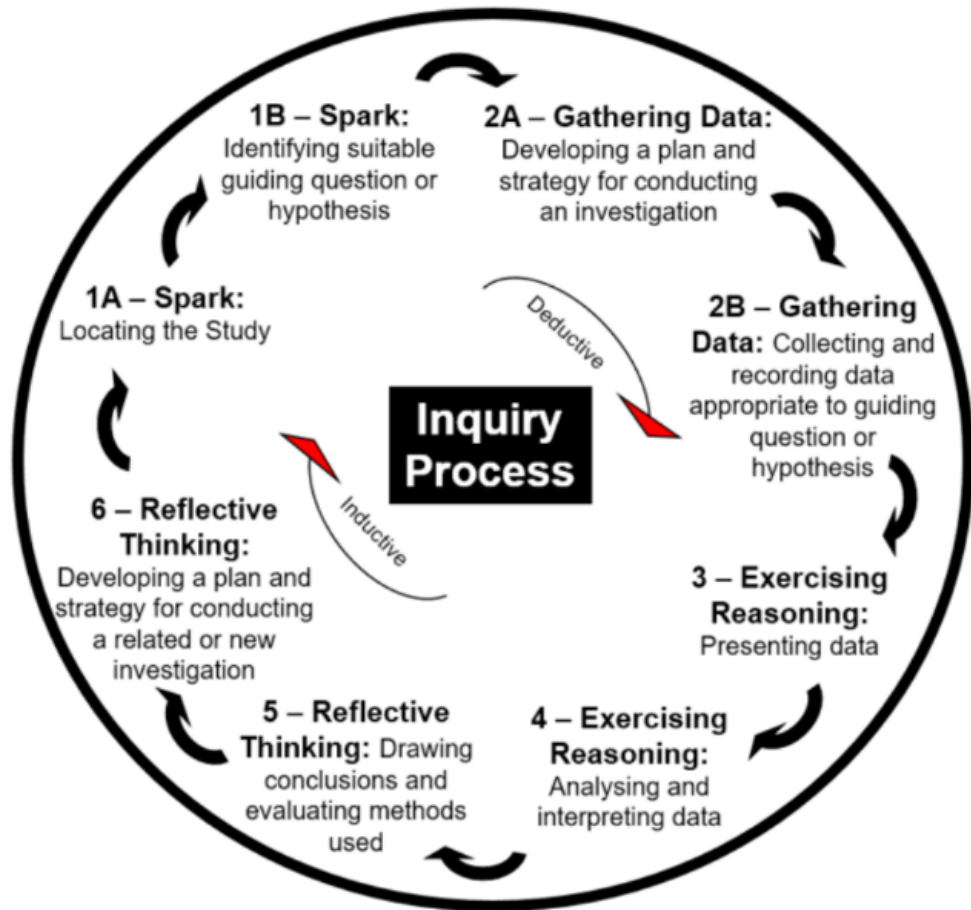 1B – Spark:
Identifying suitable
guiding question or
hypothesis
2A – Gathering Data:
Developing a plan and
strategy for conducting
an investigation
2B – Gathering
Data: Collecting and
recording data
appropriate to guiding
question or
hypothesis
3 – Exercising
Reasoning:
Presenting data
4 – Exercising
Reasoning:
Analysing and
interpreting data
5 – Reflective
Thinking: Drawing
conclusions and
evaluating methods
used
6 – Reflective
Thinking:
Developing a plan and
strategy for conducting
a related or new
investigation
1A – Spark:
Locating the Study
Deductive
Inquiry
Process
Inductive